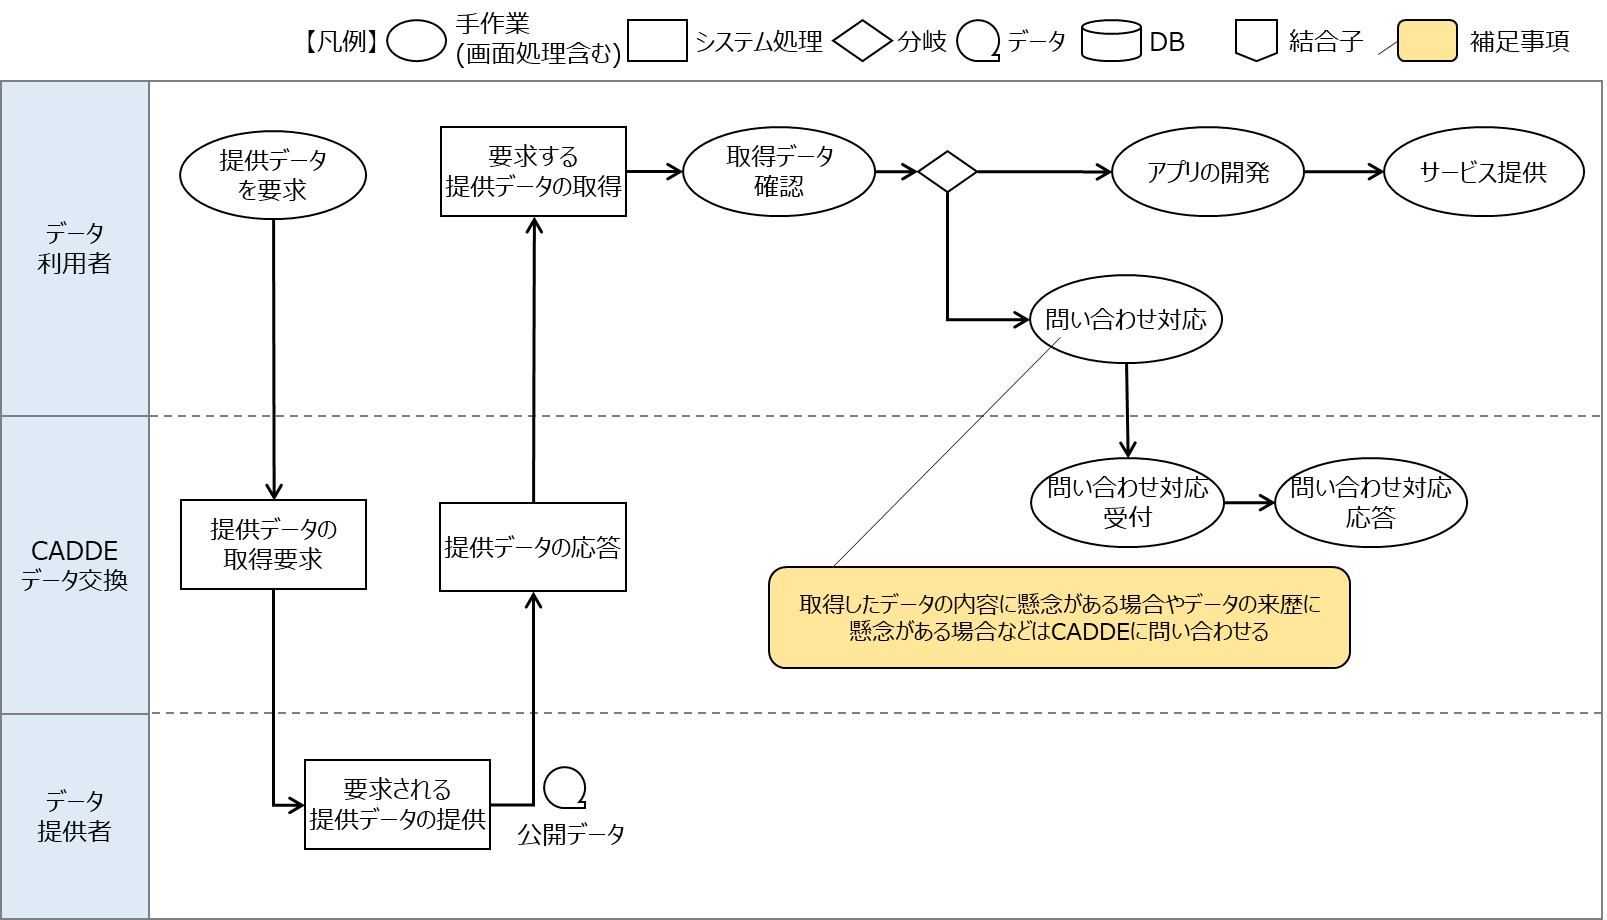 【凡例】
手作業
(画面処理含む)
システム処理
分岐
データ
DB
結合子
補足事項
データ
利用者
提供データ
を要求
要求する
提供データの取得
取得データ
確認
アプリの開発
サービス提供
問い合わせ対応
CADDE
データ交換
提供データの
取得要求
提供データの応答
問い合わせ対応
受付
問い合わせ対応
応答
取得したデータの内容に懸念がある場合やデータの来歴に
懸念がある場合などはCADDEに問い合わせる
データ
提供者
要求される
提供データの提供
公開データ